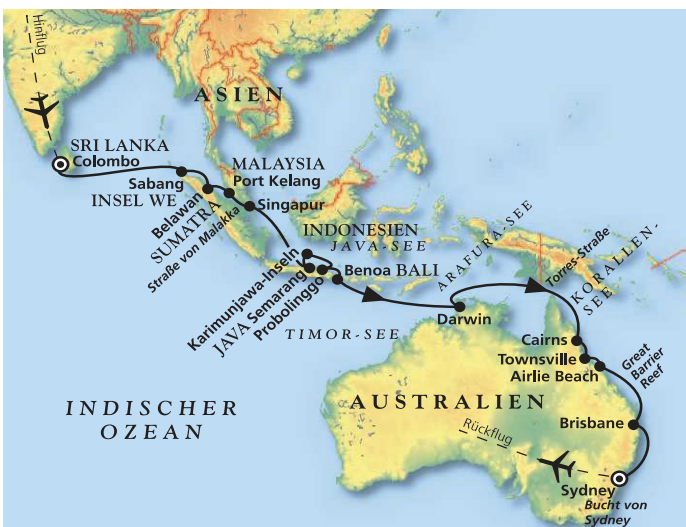 Hinflug
ASIEN
SRI LANKA
Colombo
Sabang
INSEL WE
MALAYSIA
Port Kelang
Belawan
SUMATRA
Straße von Malakka
Singapur
INDONESIEN
JAVA-SEE
Karimunjawa-Inseln
JAVA Semarang
Probolinggo
Benoa BALI
ARAFURA-SEE
Torres-Straße
KORALLEN-
SEE
TIMOR-SEE
Darwin
Cairns
Townsville
Airlie Beach
Great
Barrier
Reef
INDISCHER
OZEAN
AUSTRALIEN
Brisbane
Rückflug
Sydney
Bucht von
Sydney